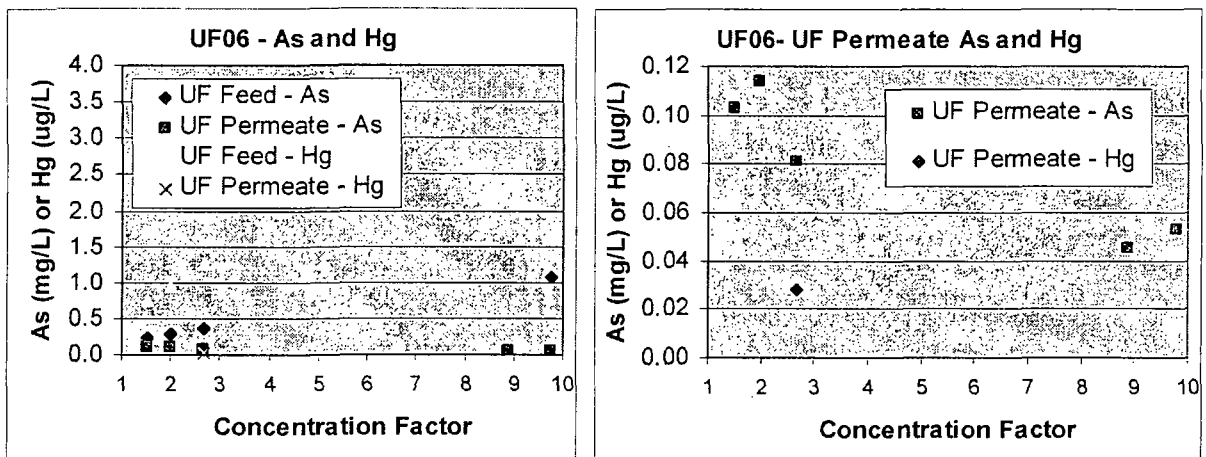 UF06 - As and Hg
As (mg/L) or Hg (ug/L)
4.0
3.5
3.0
2.5
2.0
1.5
1.0
0.5
0.0
UF Feed - As
UF Permeate - As
UF Feed - Hg
UF Permeate - Hg
1 2 3 4 5 6 7 8 9 10
Concentration Factor
UF06- UF Permeate As and Hg
As (mg/L) or Hg (ug/L)
0.12
0.10
0.08
0.06
0.04
0.02
0.00
UF Permeate - As
UF Permeate - Hg
1 2 3 4 5 6 7 8 9 10
Concentration Factor